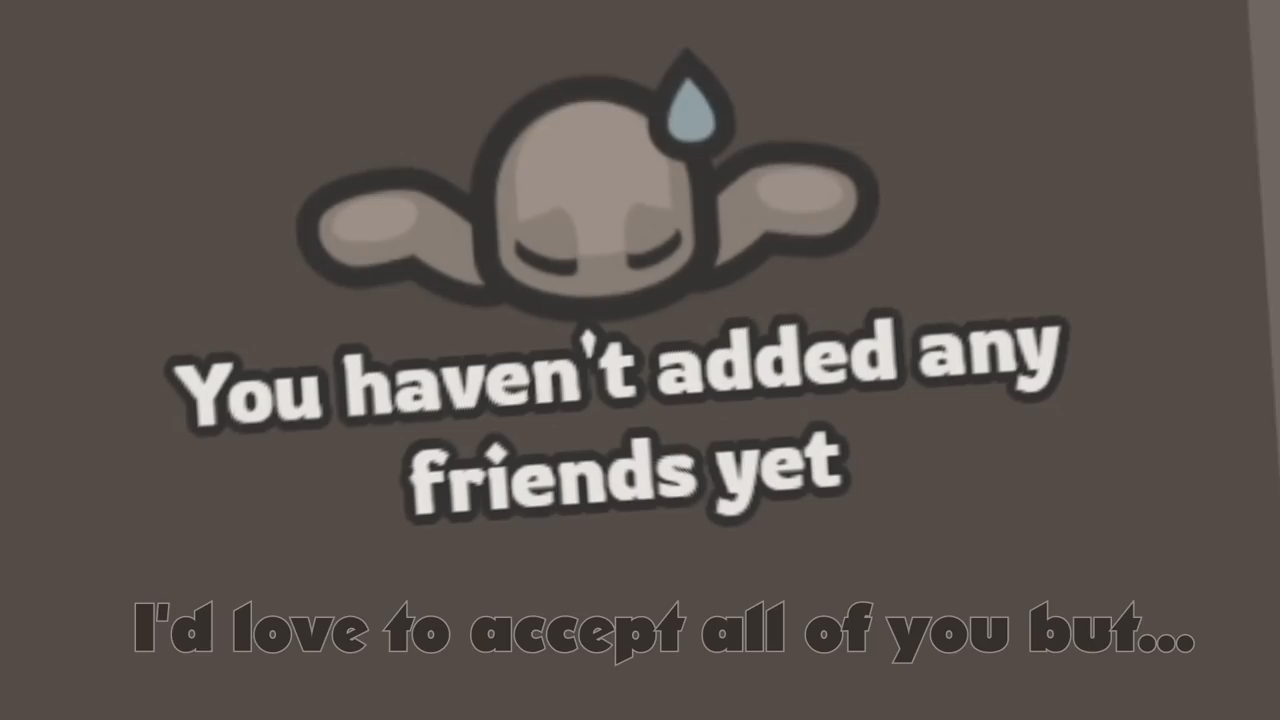 You haven't added any
friends yet
I'd love to accept all of you but...